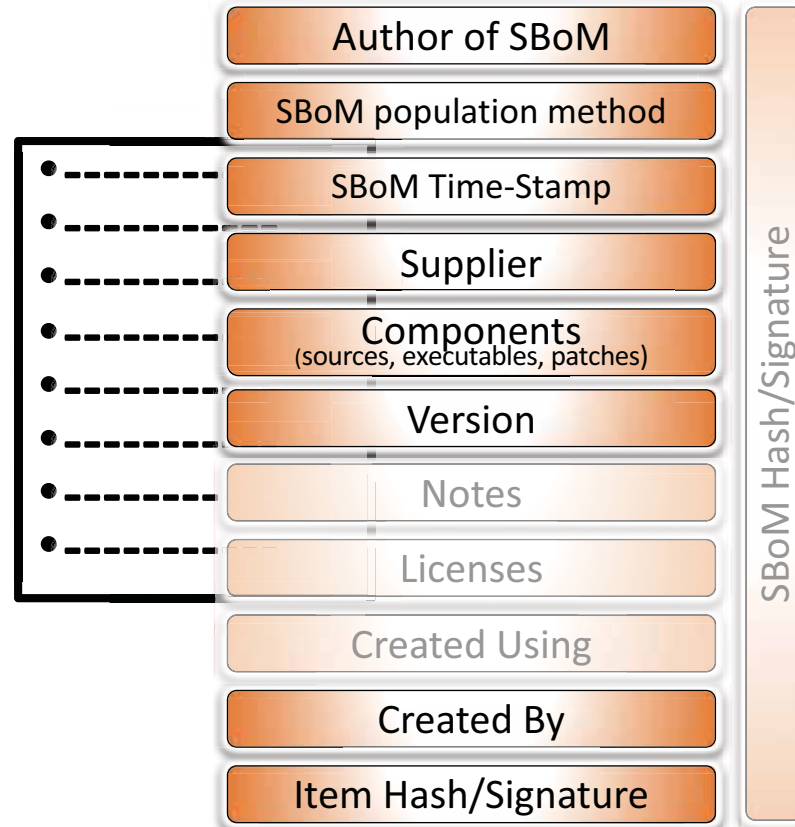 Author of SBoM
SBoM population method
SBoM Time-Stamp
Supplier
Components
(sources, executables, patches)
Version
Notes
Licenses
Created Using
Created By
Item Hash/Signature
SBoM Hash/Signature